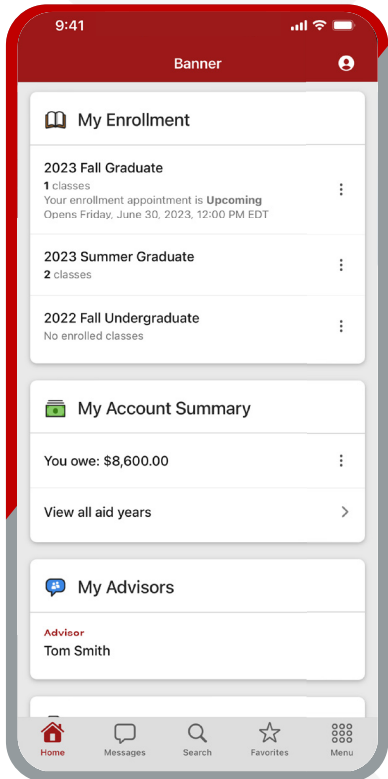 9:41
Banner
My Enrollment
2023 Fall Graduate
1 classes
Your enrollment appointment is Upcoming
Opens Friday, June 30, 2023, 12:00 PM EDT
2023 Summer Graduate
2 classes
2022 Fall Undergraduate
No enrolled classes
My Account Summary
You owe: $8,600.00
View all aid years
My Advisors
Advisor
Tom Smith
Home Messages Search Favorites Menu